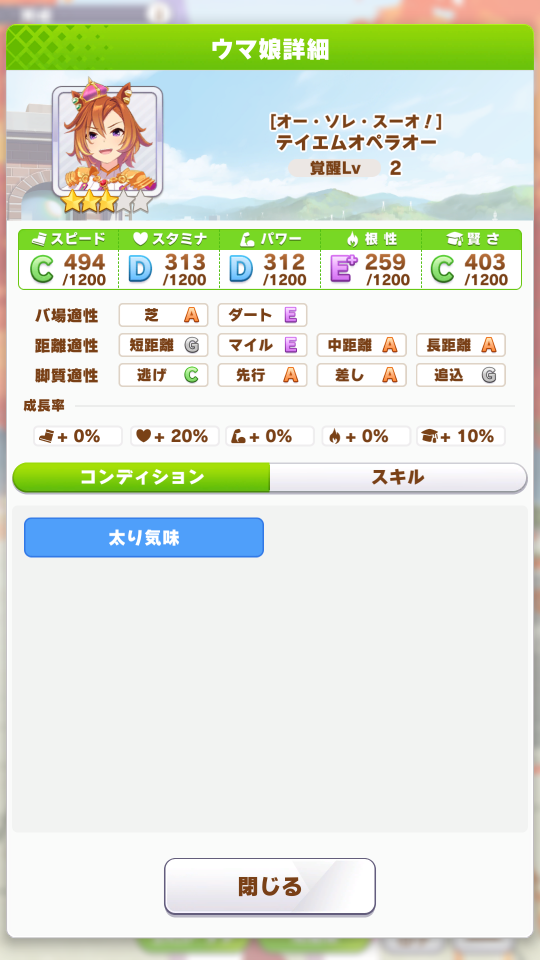 ウマ娘詳細
[オー・ソレ・スーオ！]
テイエムオペラオー
覚醒Lv 2
スピード スタミナ パワー 根性 賢さ
C 494 D 313 D 312 E+ 259 C 403
/1200 /1200 /1200 /1200 /1200
バ場適性 芝 A ダート E
距離適性 短距離 G マイル E 中距離 A 長距離 A
脚質適性 逃げ C 先行 A 差し A 追込 G
成長率
+ 0% + 20% + 0% + 0% + 10%
コンディション スキル
太り気味
閉じる